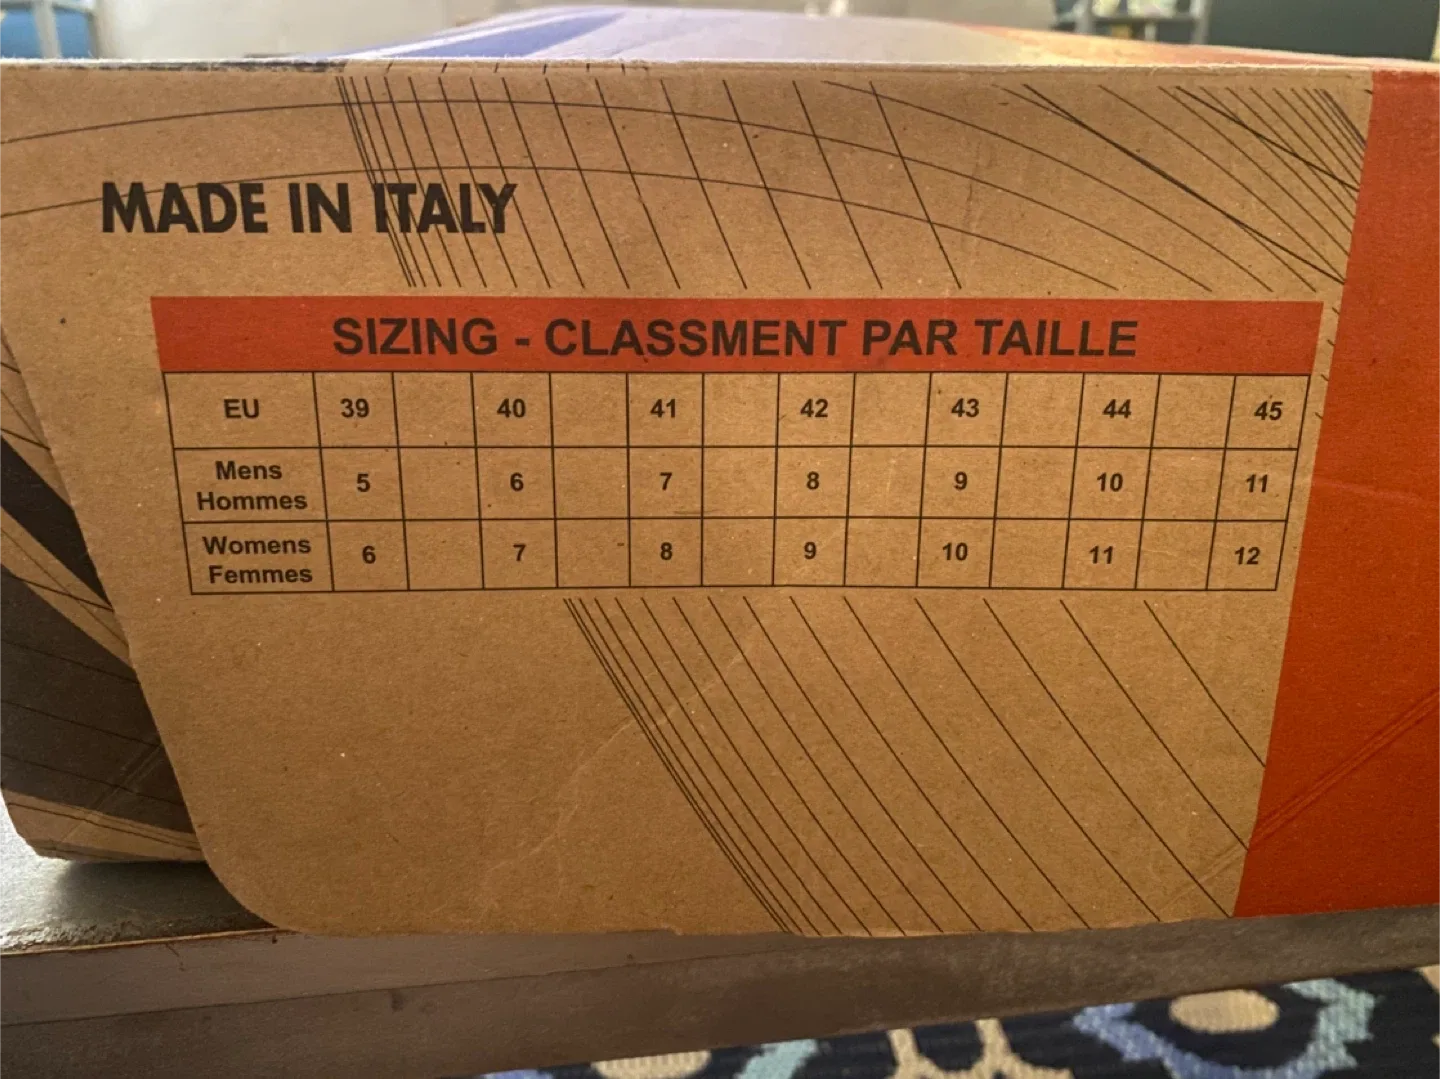 MADE IN ITALY
SIZING - CLASSMENT PAR TAILLE
EU 39 40 41 42 43 44 45
Mens
Hommes 5 6 7 8 9 10 11
Womens
Femmes 6 7 8 9 10 11 12